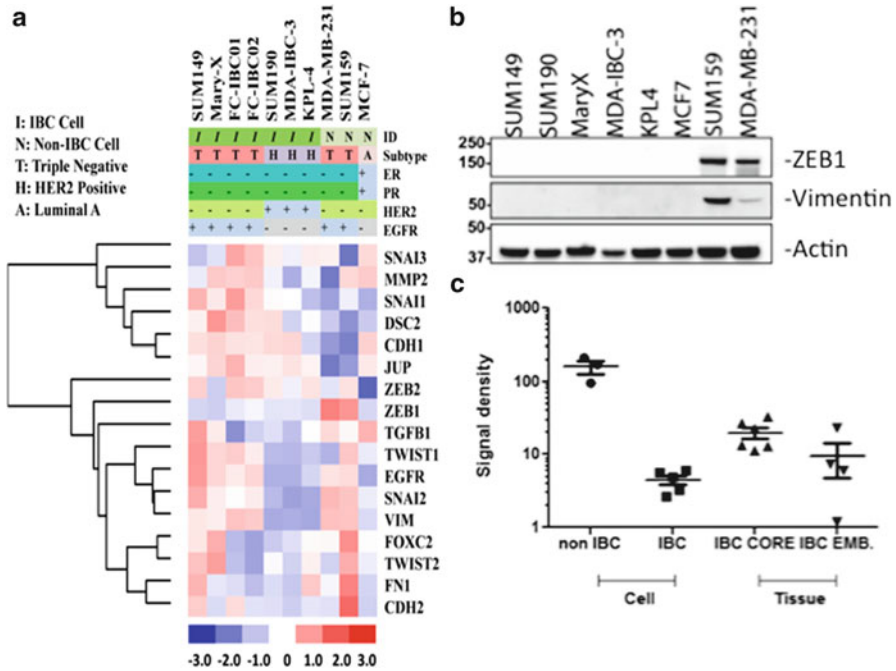 a
SUM149
Mary-X
FC-IBC01
FC-IBC02
SUM190
MDA-IBC-3
KPL-4
MDA-MB-231
SUM159
MCF-7
I: IBC Cell
N: Non-IBC Cell
T: Triple Negative
H: HER2 Positive
A: Luminal A
I I I I I I I N N N ID
T T T T H H H T T A Subtype
- - - - - - - - - + ER
- - - - - - - - - + PR
- - - - + + + - - - HER2
+ + + + - + - + + - EGFR
SNAI3
MMP2
SNAI1
DSC2
CDH1
JUP
ZEB2
ZEB1
TGFB1
TWIST1
EGFR
SNAI2
VIM
FOXC2
TWIST2
FN1
CDH2
-3.0 -2.0 -1.0 0 1.0 2.0 3.0
b
SUM149
SUM190
MaryX
MDA-IBC-3
KPL4
MCF7
SUM159
MDA-MB-231
250
150
-ZEB1
50
-Vimentin
50
37
-Actin
c
Signal density
1000
100
10
1
non IBC IBC IBC CORE IBC EMB.
Cell Tissue